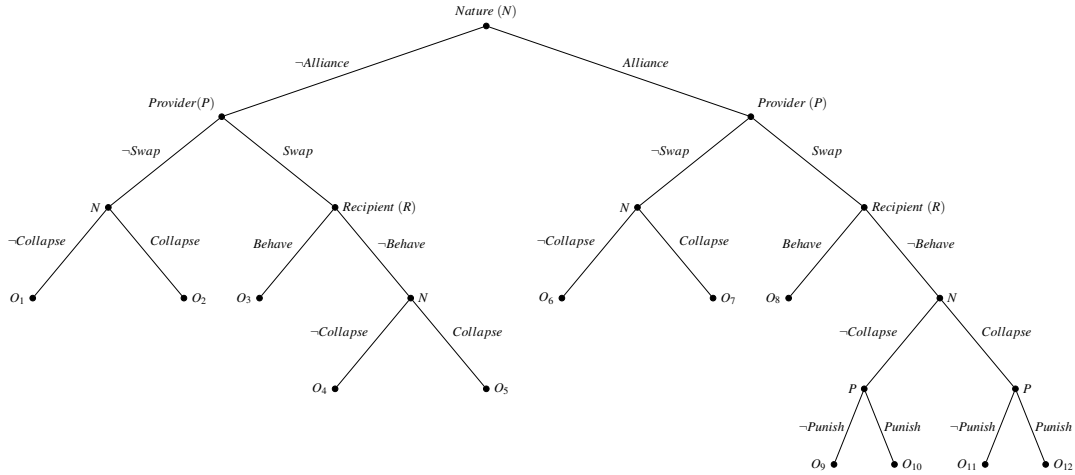 Nature (N)
¬Alliance
Alliance
Provider(P)
Provider (P)
¬Swap
Swap
¬Swap
Swap
N
Recipient (R)
N
Recipient (R)
¬Collapse
Collapse
Behave
¬Behave
¬Collapse
Collapse
Behave
¬Behave
O1
O2
O3
N
O6
O7
O8
N
¬Collapse
Collapse
¬Collapse
Collapse
O4
O5
P
P
¬Punish
Punish
¬Punish
Punish
O9
O10
O11
O12